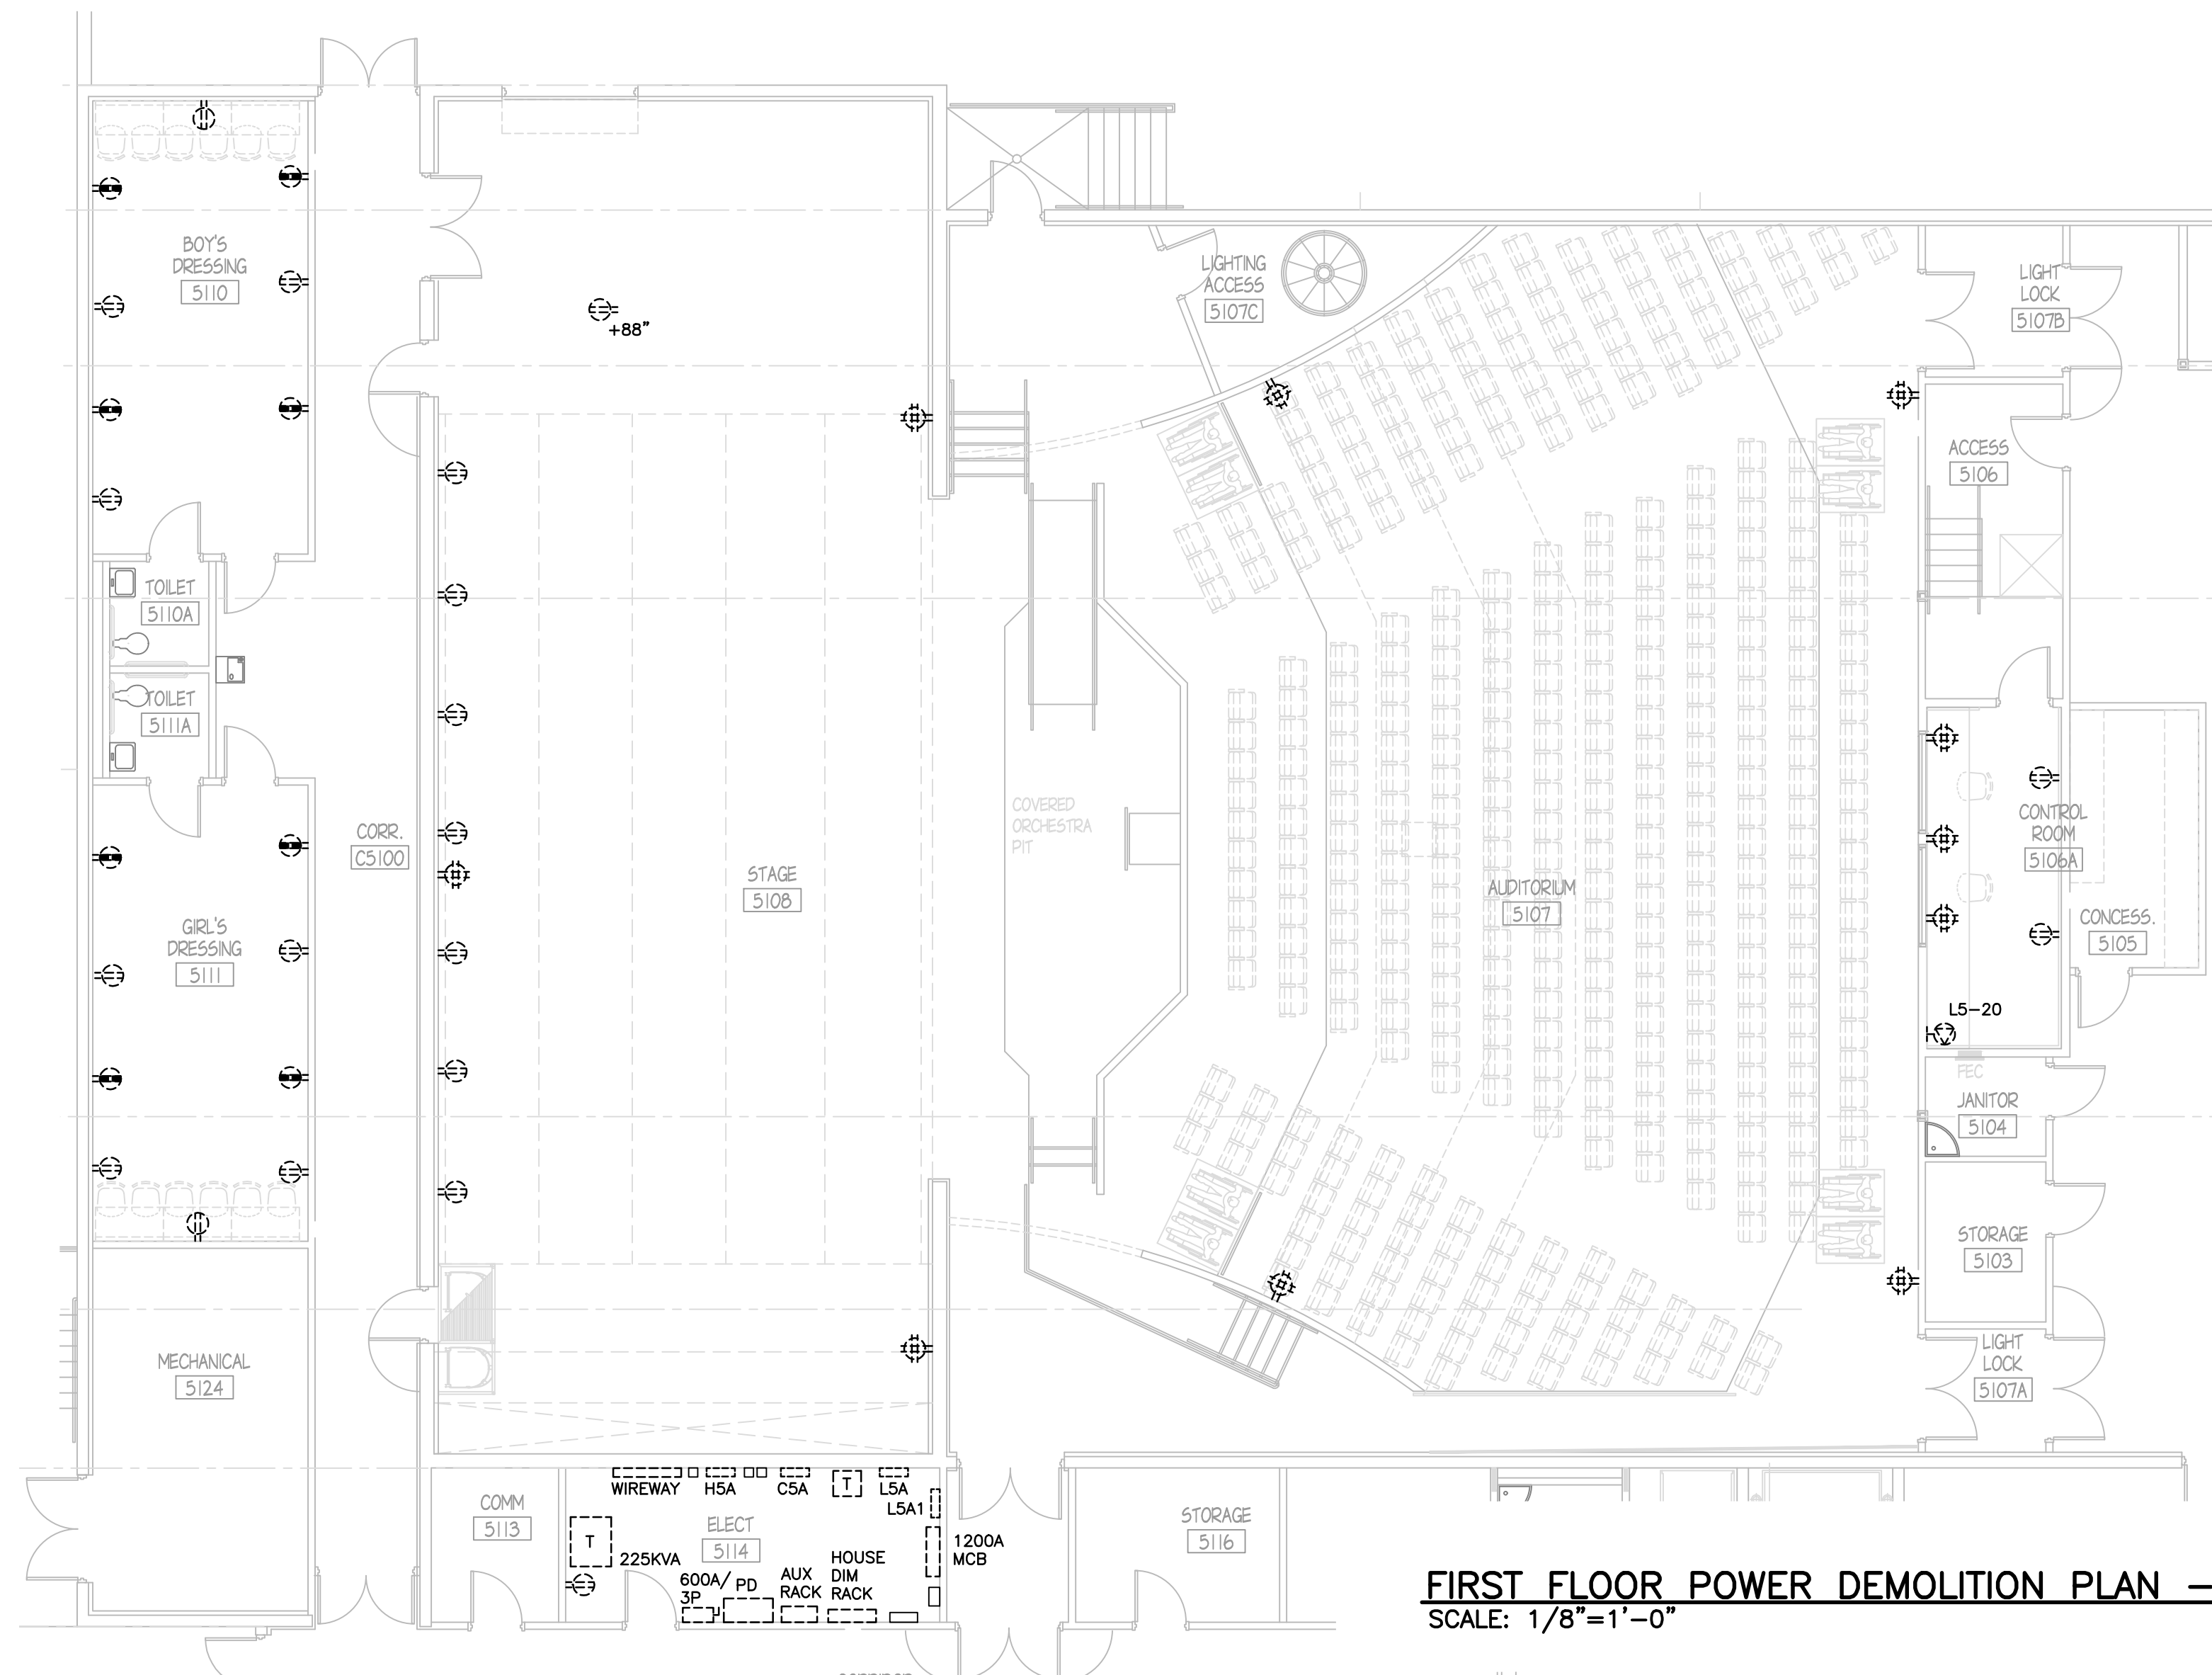 BOY'S
DRESSING
5110
LIGHTING
ACCESS
5107C
LIGHT
LOCK
5107B
+88"
ACCESS
5106
TOILET
5110A
TOILET
5111A
CORR.
C5100
COVERED
ORCHESTRA
PIT
STAGE
5108
AUDITORIUM
5107
CONTROL
ROOM
5106A
CONCESS.
5105
GIRL'S
DRESSING
5111
L5-20
FEC
JANITOR
5104
STORAGE
5103
LIGHT
LOCK
5107A
MECHANICAL
5124
WIREWAY
H5A
C5A
T
L5A
L5A1
COMM
5113
T
225KVA
ELECT
5114
1200A
MCB
600A/
3P
PD
AUX
RACK
HOUSE
DIM
RACK
STORAGE
5116
FIRST FLOOR POWER DEMOLITION PLAN -
SCALE: 1/8"=1'-0"